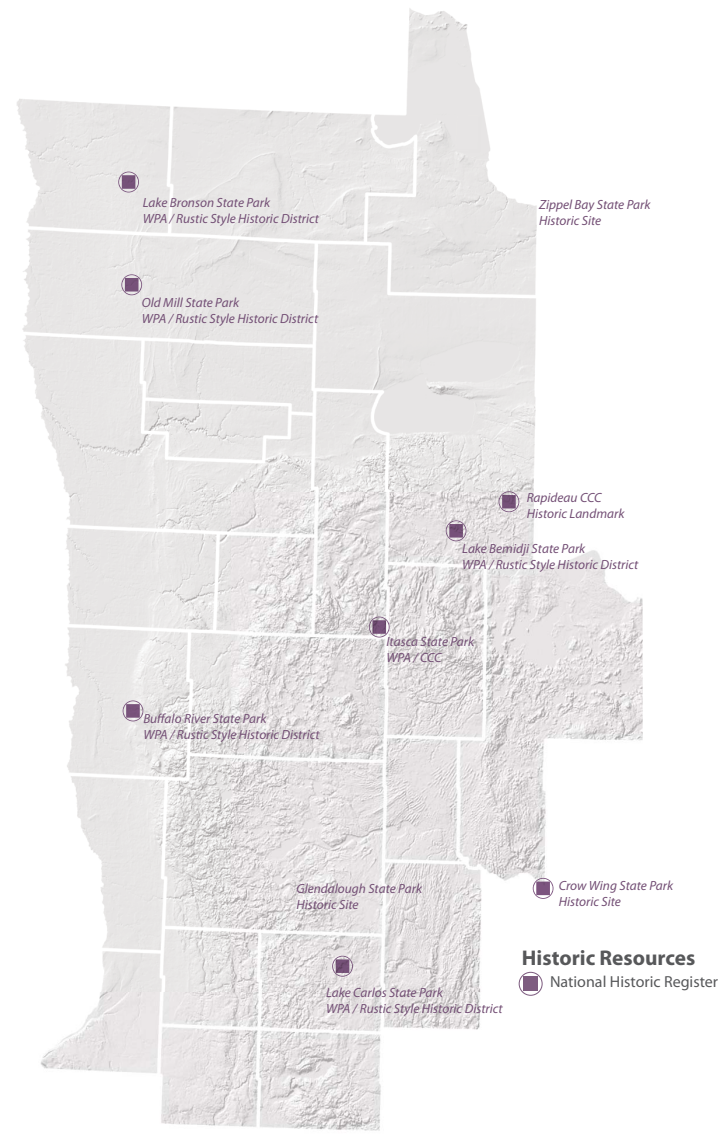 Lake Bronson State Park
WPA / Rustic Style Historic District
Zippel Bay State Park
Historic Site
Old Mill State Park
WPA / Rustic Style Historic District
Rapideau CCC
Historic Landmark
Lake Bemidji State Park
WPA / Rustic Style Historic District
Itasca State Park
WPA / CCC
Buffalo River State Park
WPA / Rustic Style Historic District
Glendalough State Park
Historic Site
Crow Wing State Park
Historic Site
Historic Resources
National Historic Register
Lake Carlos State Park
WPA / Rustic Style Historic District